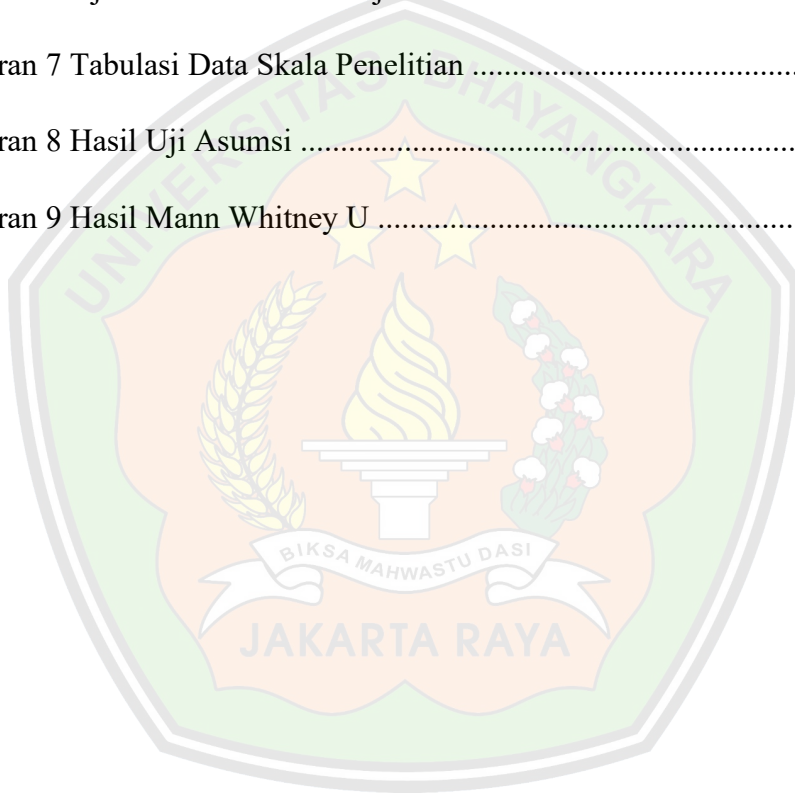 ran 7 Tabulasi Data Skala Penelitian ........................................
ran 8 Hasil Uji Asumsi ..............................................................
ran 9 Hasil Mann Whitney U ....................................................
UNIVERSITAS BHAYANGKARA
BIKSA MAHWASTU DASI
JAKARTA RAYA